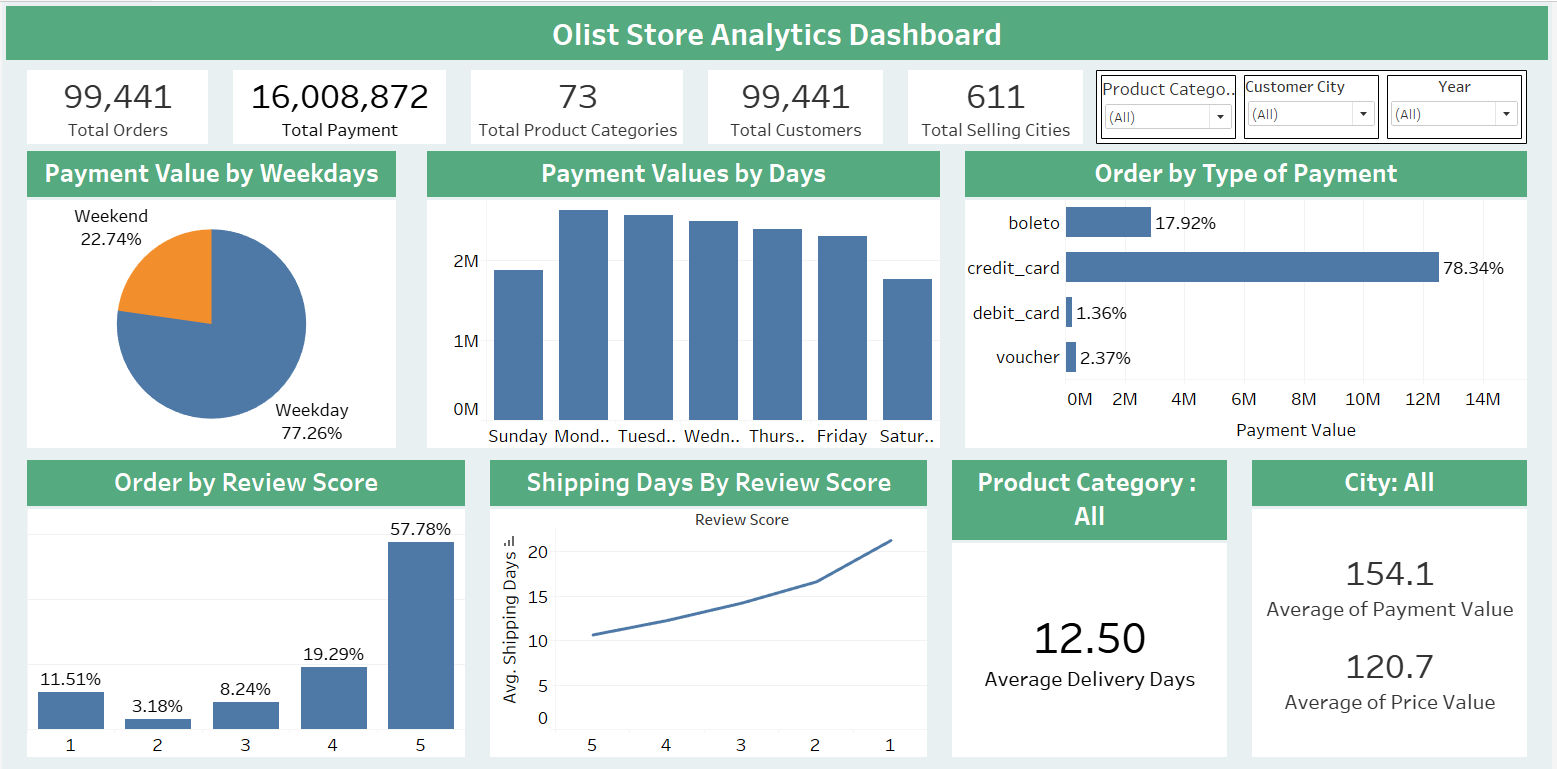 Olist Store Analytics Dashboard
99,441
Total Orders
16,008,872
Total Payment
73
Total Product Categories
99,441
Total Customers
611
Total Selling Cities
Product Catego..
(All)
Customer City
(All)
Year
(All)
Payment Value by Weekdays
Weekend
22.74%
Weekday
77.26%
Payment Values by Days
2M
1M
0M
Sunday Mond.. Tuesd.. Wedn.. Thurs.. Friday Satur..
Order by Type of Payment
boleto 17.92%
credit_card 78.34%
debit_card 1.36%
voucher 2.37%
0M 2M 4M 6M 8M 10M 12M 14M
Payment Value
Order by Review Score
57.78%
19.29%
11.51%
8.24%
3.18%
1 2 3 4 5
Shipping Days By Review Score
Review Score
Avg. Shipping Days
20
15
10
5
0
5 4 3 2 1
Product Category :
All
12.50
Average Delivery Days
City: All
154.1
Average of Payment Value
120.7
Average of Price Value